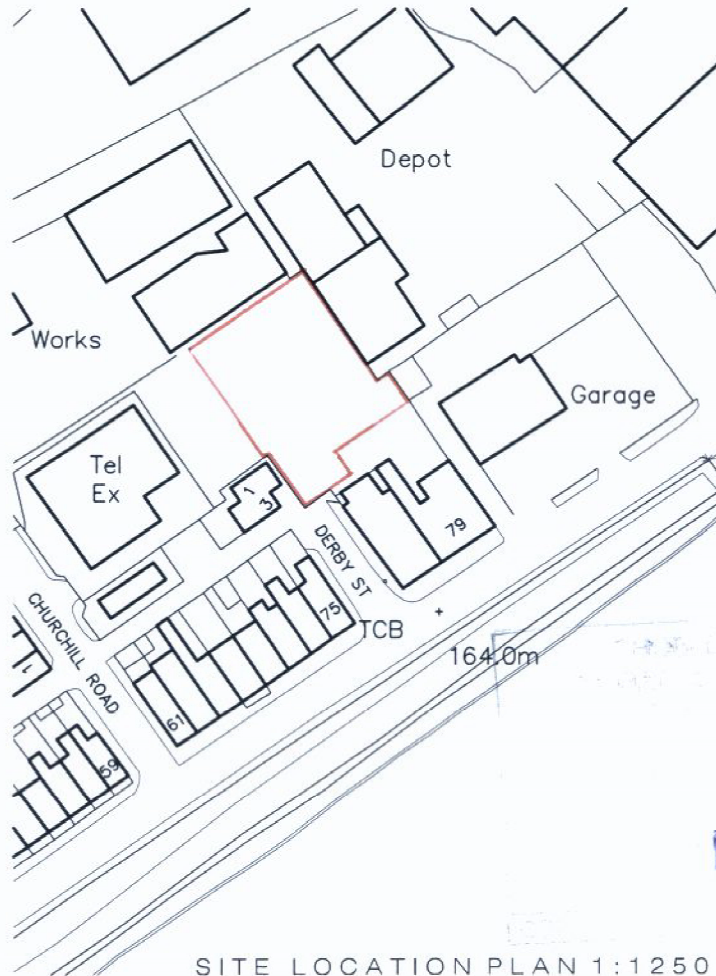 Depot
Works
Garage
Tel
Ex
1
3
DERBY ST
79
CHURCHILL ROAD
75
TCB
164.0m
1
61
59
SITE LOCATION PLAN 1:1250